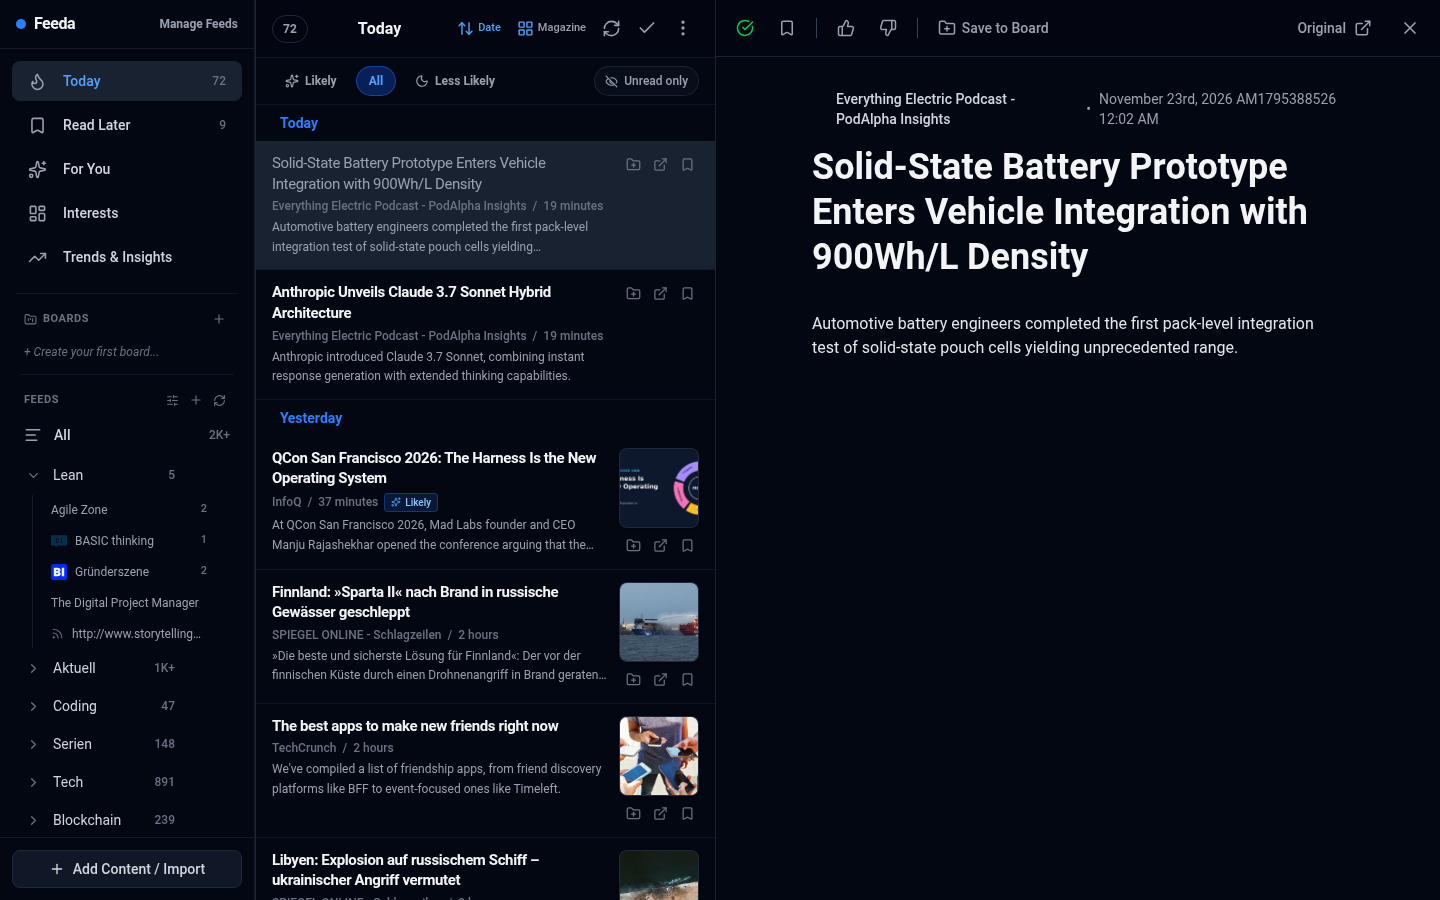 Feeda
Manage Feeds
Today 72
Read Later 9
For You
Interests
Trends & Insights
BOARDS
+ Create your first board...
FEEDS
All 2K+
Lean 5
Agile Zone 2
BASIC thinking 1
BI Gründerszene 2
The Digital Project Manager
http://www.storytelling...
Aktuell 1K+
Coding 47
Serien 148
Tech 891
Blockchain 239
Add Content / Import
72
Today
Date
Magazine
Likely
All
Less Likely
Unread only
Today
Solid-State Battery Prototype Enters Vehicle
Integration with 900Wh/L Density
Everything Electric Podcast - PodAlpha Insights / 19 minutes
Automotive battery engineers completed the first pack-level
integration test of solid-state pouch cells yielding...
Anthropic Unveils Claude 3.7 Sonnet Hybrid
Architecture
Everything Electric Podcast - PodAlpha Insights / 19 minutes
Anthropic introduced Claude 3.7 Sonnet, combining instant
response generation with extended thinking capabilities.
Yesterday
QCon San Francisco 2026: The Harness Is the New
Operating System
InfoQ / 37 minutes Likely
At QCon San Francisco 2026, Mad Labs founder and CEO
Manju Rajashekhar opened the conference arguing that the...
ness Is
Operating
Finnland: »Sparta II« nach Brand in russische
Gewässer geschleppt
SPIEGEL ONLINE - Schlagzeilen / 2 hours
»Die beste und sicherste Lösung für Finnland«: Der vor der
finnischen Küste durch einen Drohnenangriff in Brand geraten...
The best apps to make new friends right now
TechCrunch / 2 hours
We've compiled a list of friendship apps, from friend discovery
platforms like BFF to event-focused ones like Timeleft.
Libyen: Explosion auf russischem Schiff –
ukrainischer Angriff vermutet
Save to Board
Original
Everything Electric Podcast -
PodAlpha Insights
• November 23rd, 2026 AM1795388526
12:02 AM
Solid-State Battery Prototype
Enters Vehicle Integration with
900Wh/L Density
Automotive battery engineers completed the first pack-level integration
test of solid-state pouch cells yielding unprecedented range.